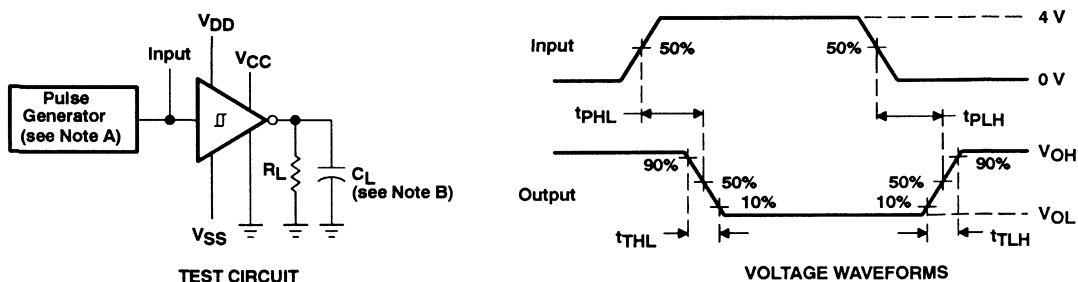 VDD
Input
VCC
Pulse
Generator
(see Note A)
RL
CL
(see Note B)
VSS
TEST CIRCUIT
4 V
Input
50%
50%
0 V
tPHL
tPLH
VOH
90%
90%
Output
50%
50%
10%
10%
VOL
tTHL
tTLH
VOLTAGE WAVEFORMS